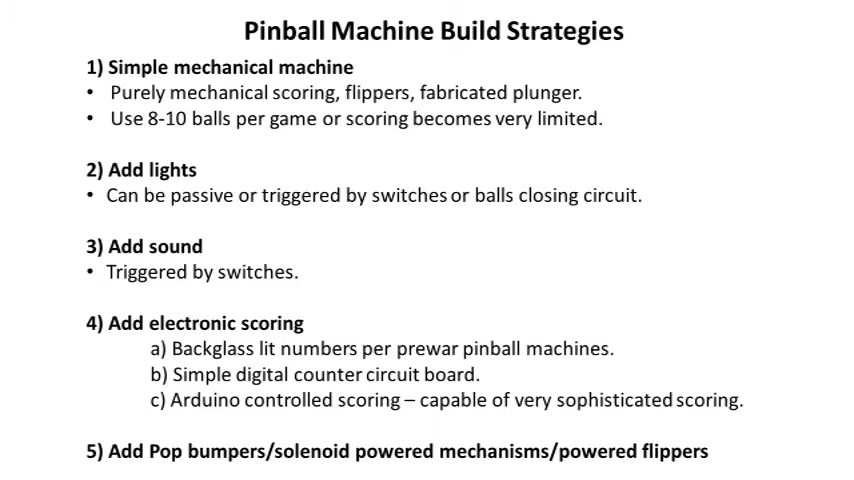 Pinball Machine Build Strategies
1) Simple mechanical machine
• Purely mechanical scoring, flippers, fabricated plunger.
• Use 8-10 balls per game or scoring becomes very limited.
2) Add lights
• Can be passive or triggered by switches or balls closing circuit.
3) Add sound
• Triggered by switches.
4) Add electronic scoring
a) Backglass lit numbers per prewar pinball machines.
b) Simple digital counter circuit board.
c) Arduino controlled scoring – capable of very sophisticated scoring.
5) Add Pop bumpers/solenoid powered mechanisms/powered flippers